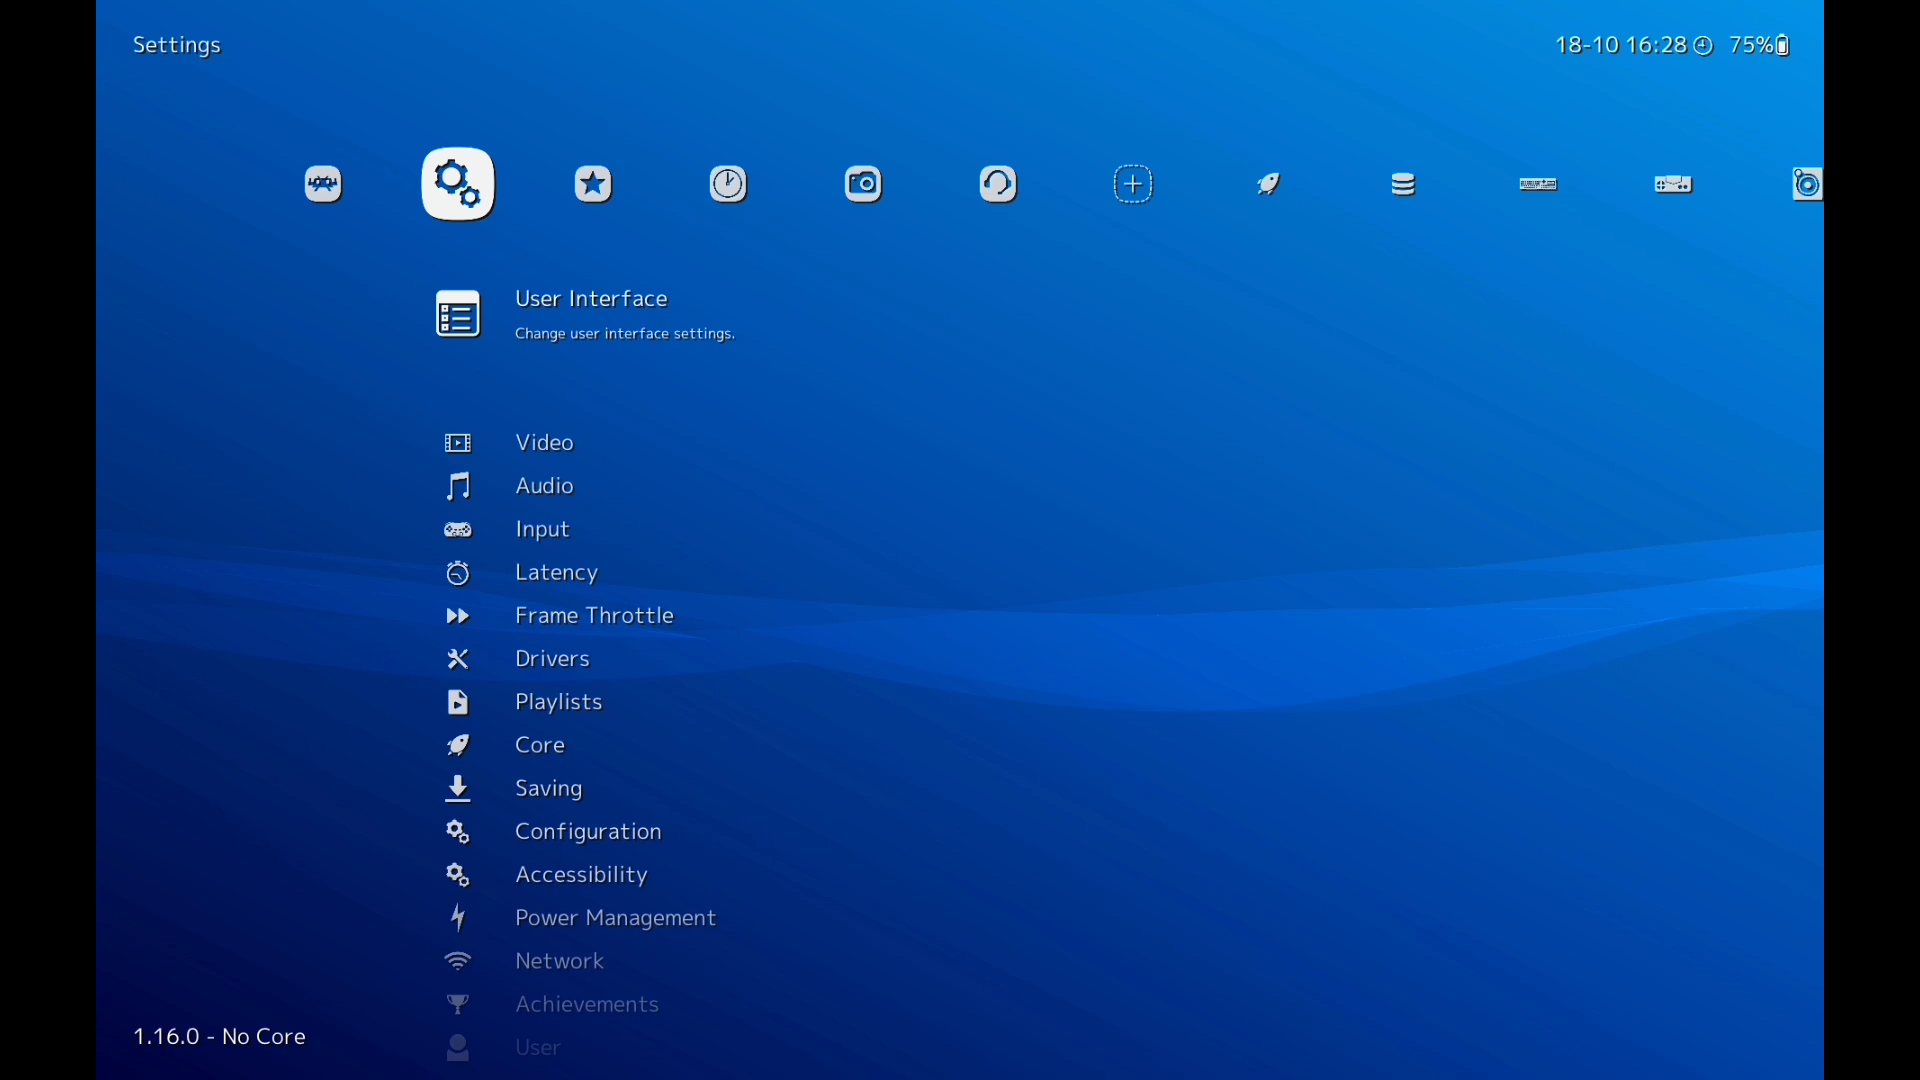 Settings
18-10 16:28 75%
User Interface
Change user interface settings.
Video
Audio
Input
Latency
Frame Throttle
Drivers
Playlists
Core
Saving
Configuration
Accessibility
Power Management
Network
Achievements
User
1.16.0 - No Core